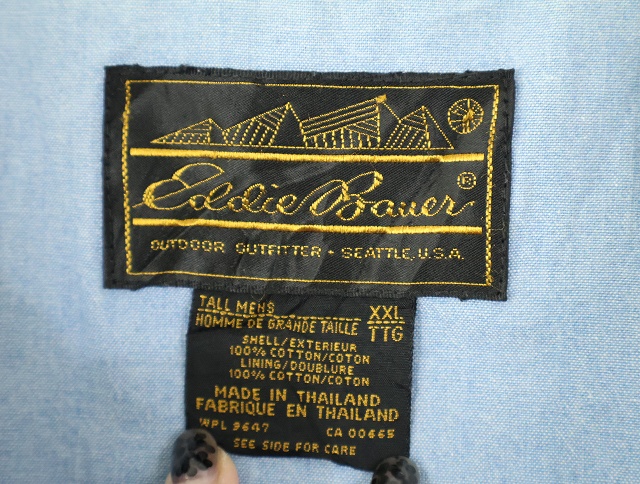 Eddie Bauer®
OUTDOOR OUTFITTER • SEATTLE, U.S.A.
TALL MENS XXL
HOMME DE GRANDE TAILLE TTG
SHELL/EXTERIEUR
100% COTTON/COTON
LINING/DOUBLURE
100% COTTON/COTON
MADE IN THAILAND
FABRIQUE EN THAILAND
WPL 9647 CA 00665
SEE SIDE FOR CARE